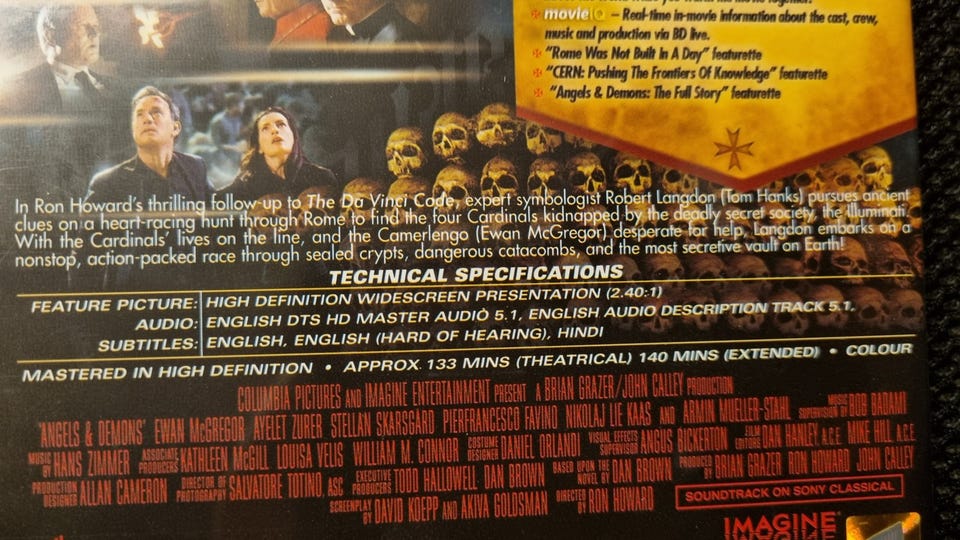 movieIQ – Real-time in-movie information about the cast, crew,
music and production via BD live.
"Rome Was Not Built In A Day" featurette
"CERN: Pushing The Frontiers Of Knowledge" featurette
"Angels & Demons: The Full Story" featurette
In Ron Howard's thrilling follow-up to The Da Vinci Code, expert symbologist Robert Langdon (Tom Hanks) pursues ancient
clues on a heart-racing hunt through Rome to find the four Cardinals kidnapped by the deadly secret society, the Illuminati.
With the Cardinals' lives on the line, and the Camerlengo (Ewan McGregor) desperate for help, Langdon embarks on a
nonstop, action-packed race through sealed crypts, dangerous catacombs, and the most secretive vault on Earth!
TECHNICAL SPECIFICATIONS
FEATURE PICTURE: HIGH DEFINITION WIDESCREEN PRESENTATION (2.40:1)
AUDIO: ENGLISH DTS HD MASTER AUDIO 5.1, ENGLISH AUDIO DESCRIPTION TRACK 5.1,
SUBTITLES: ENGLISH, ENGLISH (HARD OF HEARING), HINDI
MASTERED IN HIGH DEFINITION • APPROX. 133 MINS (THEATRICAL) 140 MINS (EXTENDED) • COLOUR
COLUMBIA PICTURES AND IMAGINE ENTERTAINMENT PRESENT A BRIAN GRAZER/JOHN CALLEY PRODUCTION
"ANGELS & DEMONS" EWAN McGREGOR AYELET ZURER STELLAN SKARSGÅRD PIERFRANCESCO FAVINO NIKOLAJ LIE KAAS AND ARMIN MUELLER-STAHL MUSIC SUPERVISION BY BOB BADAMI
MUSIC BY HANS ZIMMER ASSOCIATE PRODUCERS KATHLEEN McGILL LOUISA VELIS WILLIAM M. CONNOR COSTUME DESIGNER DANIEL ORLANDI VISUAL EFFECTS SUPERVISOR ANGUS BICKERTON FILM EDITORS DAN HANLEY, A.C.E. MIKE HILL, A.C.E.
PRODUCTION DESIGNER ALLAN CAMERON DIRECTOR OF PHOTOGRAPHY SALVATORE TOTINO, ASC EXECUTIVE PRODUCERS TODD HALLOWELL DAN BROWN BASED UPON THE NOVEL BY DAN BROWN PRODUCED BY BRIAN GRAZER RON HOWARD JOHN CALLEY
SCREENPLAY BY DAVID KOEPP AND AKIVA GOLDSMAN DIRECTED BY RON HOWARD
SOUNDTRACK ON SONY CLASSICAL
IMAGINE